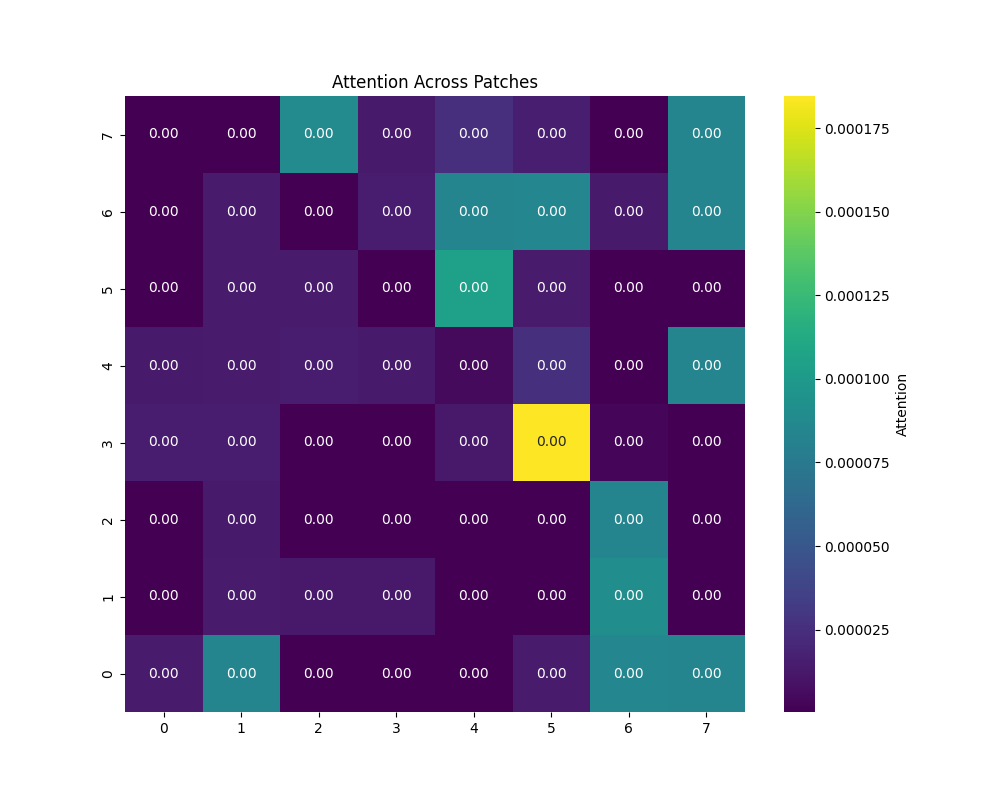 Attention Across Patches
7 0.00 0.00 0.00 0.00 0.00 0.00 0.00 0.00
6 0.00 0.00 0.00 0.00 0.00 0.00 0.00 0.00
5 0.00 0.00 0.00 0.00 0.00 0.00 0.00 0.00
4 0.00 0.00 0.00 0.00 0.00 0.00 0.00 0.00
3 0.00 0.00 0.00 0.00 0.00 0.00 0.00 0.00
2 0.00 0.00 0.00 0.00 0.00 0.00 0.00 0.00
1 0.00 0.00 0.00 0.00 0.00 0.00 0.00 0.00
0 0.00 0.00 0.00 0.00 0.00 0.00 0.00 0.00
0 1 2 3 4 5 6 7
0.000175
0.000150
0.000125
0.000100
0.000075
0.000050
0.000025
Attention